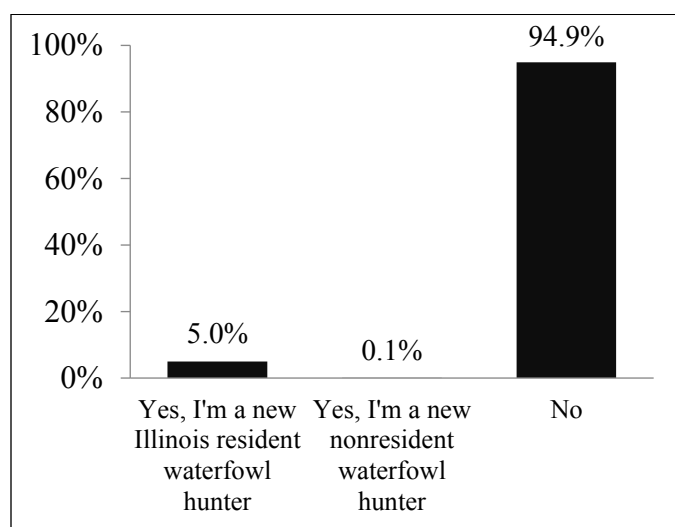 94.9%
100%
80%
60%
40%
20%
0%
5.0%
0.1%
Yes, I'm a new
Illinois resident
waterfowl
hunter
Yes, I'm a new
nonresident
waterfowl
hunter
No